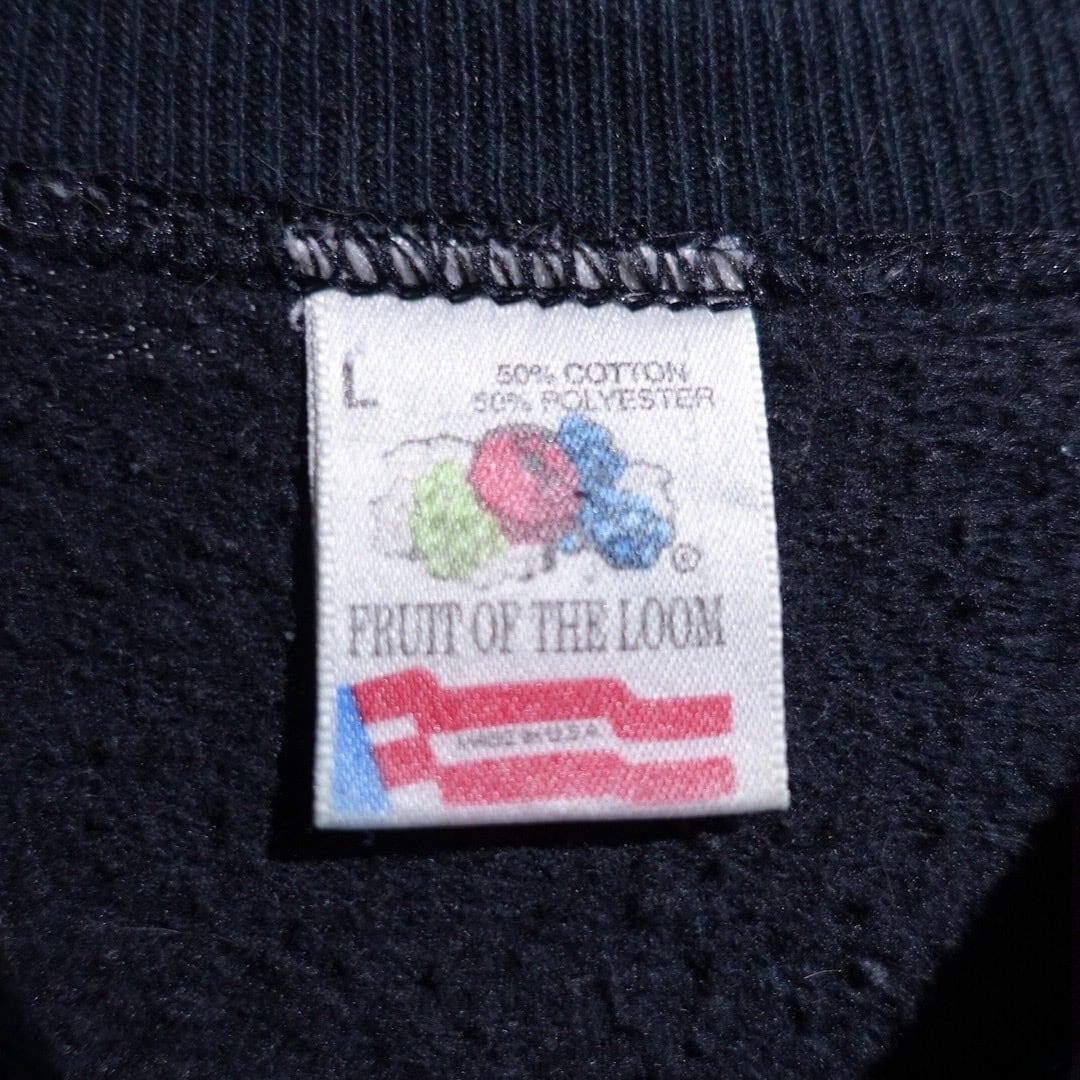 L
50% COTTON
50% POLYESTER
®
FRUIT OF THE LOOM
MADE IN U.S.A.